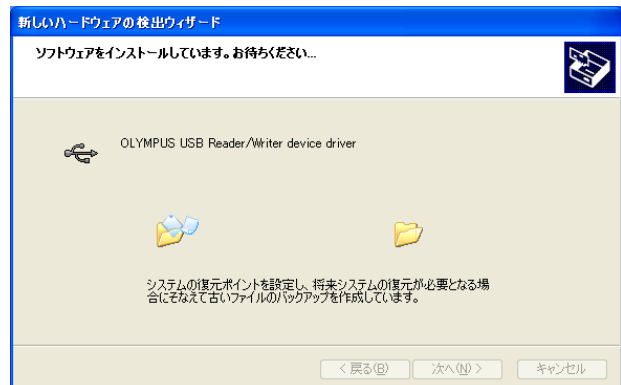 新しいハードウェアの検出ウィザード
ソフトウェアをインストールしています。お待ちください...
OLYMPUS USB Reader/Writer device driver
システムの復元ポイントを設定し、将来システムの復元が必要となる場
合にそなえて古いファイルのバックアップを作成しています。
< 戻る(B) 次へ(N) > キャンセル